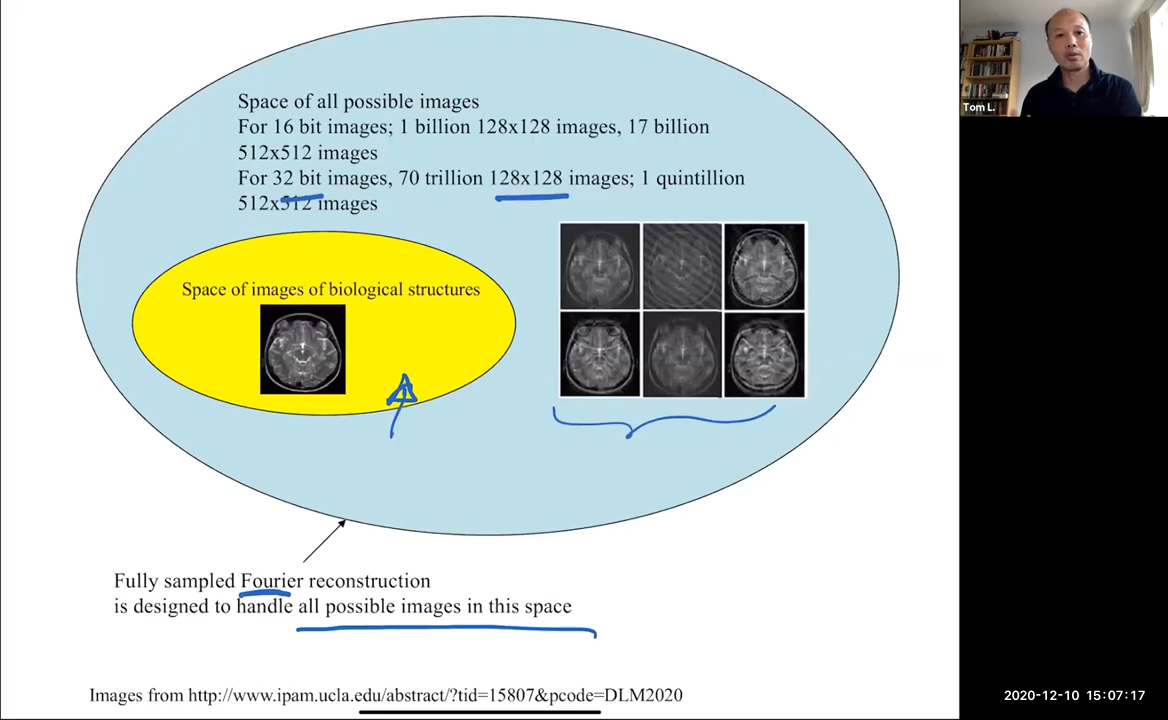 Space of all possible images
For 16 bit images; 1 billion 128x128 images, 17 billion
512x512 images
For 32 bit images, 70 trillion 128x128 images; 1 quintillion
512x512 images
Space of images of biological structures
Fully sampled Fourier reconstruction
is designed to handle all possible images in this space
Images from http://www.ipam.ucla.edu/abstract/?tid=15807&pcode=DLM2020
Tom L.
2020-12-10 15:07:17